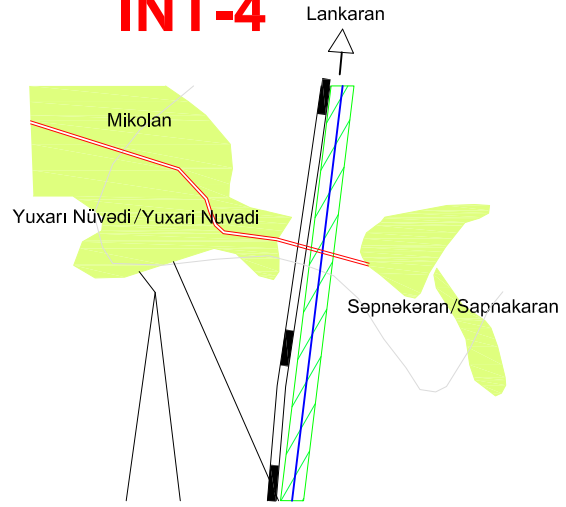 INT-4
Lankaran
Mikolan
Yuxarı Nüvədi/Yuxari Nuvadi
Səpnəkəran/Sapnakaran